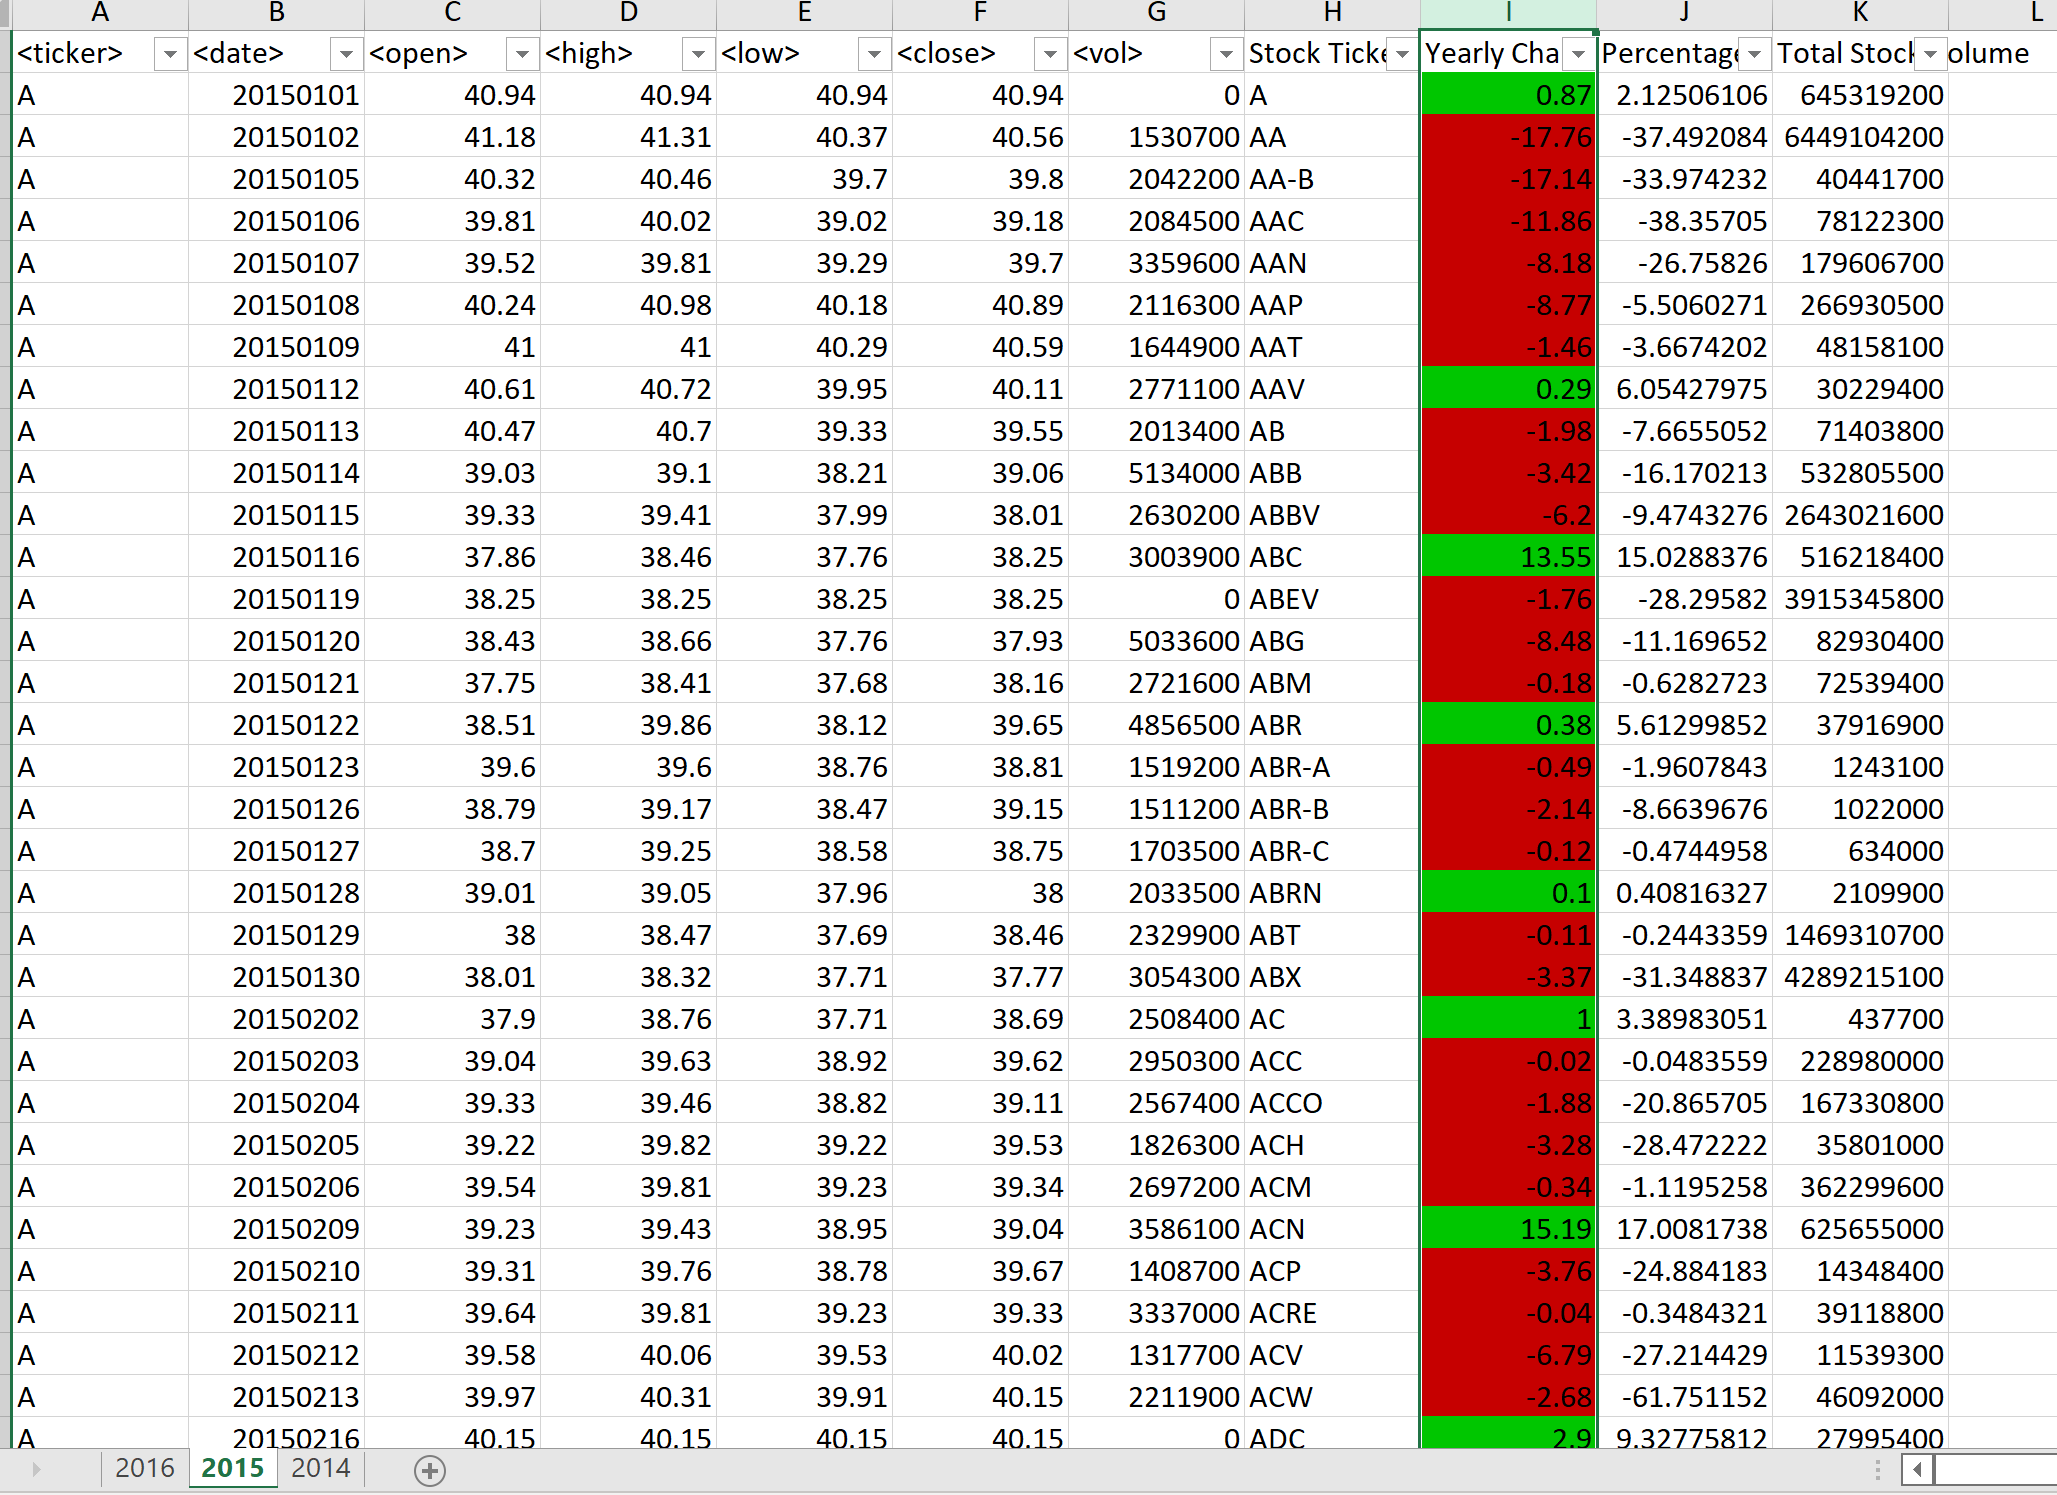 A B C D E F G H I J K L
<ticker> <date> <open> <high> <low> <close> <vol> Stock Ticke Yearly Cha Percentage Total Stock olume
A 20150101 40.94 40.94 40.94 40.94 0 A 0.87 2.12506106 645319200
A 20150102 41.18 41.31 40.37 40.56 1530700 AA -17.76 -37.492084 6449104200
A 20150105 40.32 40.46 39.7 39.8 2042200 AA-B -17.14 -33.974232 40441700
A 20150106 39.81 40.02 39.02 39.18 2084500 AAC -11.86 -38.35705 78122300
A 20150107 39.52 39.81 39.29 39.7 3359600 AAN -8.18 -26.75826 179606700
A 20150108 40.24 40.98 40.18 40.89 2116300 AAP -8.77 -5.5060271 266930500
A 20150109 41 41 40.29 40.59 1644900 AAT -1.46 -3.6674202 48158100
A 20150112 40.61 40.72 39.95 40.11 2771100 AAV 0.29 6.05427975 30229400
A 20150113 40.47 40.7 39.33 39.55 2013400 AB -1.98 -7.6655052 71403800
A 20150114 39.03 39.1 38.21 39.06 5134000 ABB -3.42 -16.170213 532805500
A 20150115 39.33 39.41 37.99 38.01 2630200 ABBV -6.2 -9.4743276 2643021600
A 20150116 37.86 38.46 37.76 38.25 3003900 ABC 13.55 15.0288376 516218400
A 20150119 38.25 38.25 38.25 38.25 0 ABEV -1.76 -28.29582 3915345800
A 20150120 38.43 38.66 37.76 37.93 5033600 ABG -8.48 -11.169652 82930400
A 20150121 37.75 38.41 37.68 38.16 2721600 ABM -0.18 -0.6282723 72539400
A 20150122 38.51 39.86 38.12 39.65 4856500 ABR 0.38 5.61299852 37916900
A 20150123 39.6 39.6 38.76 38.81 1519200 ABR-A -0.49 -1.9607843 1243100
A 20150126 38.79 39.17 38.47 39.15 1511200 ABR-B -2.14 -8.6639676 1022000
A 20150127 38.7 39.25 38.58 38.75 1703500 ABR-C -0.12 -0.4744958 634000
A 20150128 39.01 39.05 37.96 38 2033500 ABRN 0.1 0.40816327 2109900
A 20150129 38 38.47 37.69 38.46 2329900 ABT -0.11 -0.2443359 1469310700
A 20150130 38.01 38.32 37.71 37.77 3054300 ABX -3.37 -31.348837 4289215100
A 20150202 37.9 38.76 37.71 38.69 2508400 AC 1 3.38983051 437700
A 20150203 39.04 39.63 38.92 39.62 2950300 ACC -0.02 -0.0483559 228980000
A 20150204 39.33 39.46 38.82 39.11 2567400 ACCO -1.88 -20.865705 167330800
A 20150205 39.22 39.82 39.22 39.53 1826300 ACH -3.28 -28.472222 35801000
A 20150206 39.54 39.81 39.23 39.34 2697200 ACM -0.34 -1.1195258 362299600
A 20150209 39.23 39.43 38.95 39.04 3586100 ACN 15.19 17.0081738 625655000
A 20150210 39.31 39.76 38.78 39.67 1408700 ACP -3.76 -24.884183 14348400
A 20150211 39.64 39.81 39.23 39.33 3337000 ACRE -0.04 -0.3484321 39118800
A 20150212 39.58 40.06 39.53 40.02 1317700 ACV -6.79 -27.214429 11539300
A 20150213 39.97 40.31 39.91 40.15 2211900 ACW -2.68 -61.751152 46092000
A 20150216 40.15 40.15 40.15 40.15 0 ADC 2.9 9.32775812 27995400
2016 2015 2014